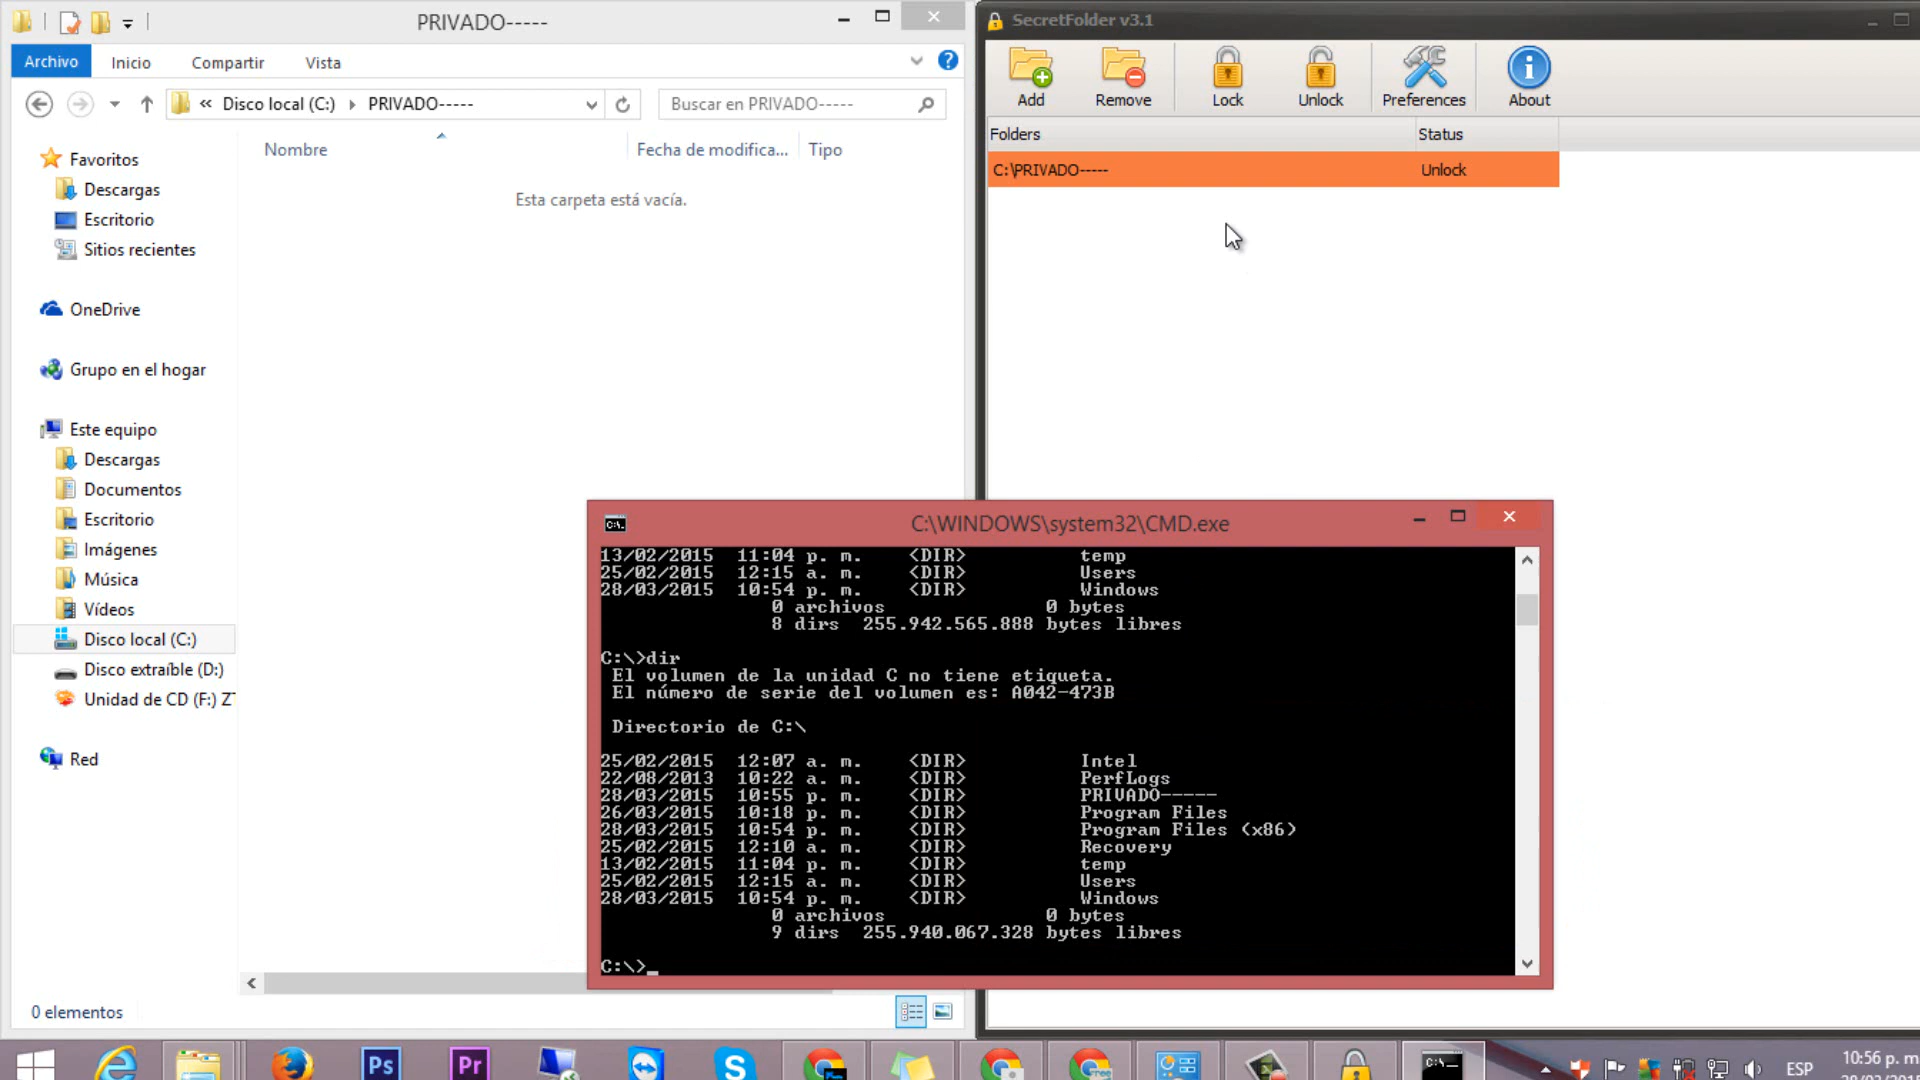 PRIVADO-----
Archivo
Inicio
Compartir
Vista
« Disco local (C:)
PRIVADO-----
Buscar en PRIVADO-----
Nombre
Fecha de modifica...
Tipo
Esta carpeta está vacía.
Favoritos
Descargas
Escritorio
Sitios recientes
OneDrive
Grupo en el hogar
Este equipo
Descargas
Documentos
Escritorio
Imágenes
Música
Vídeos
Disco local (C:)
Disco extraíble (D:)
Unidad de CD (F:) ZT
Red
0 elementos
SecretFolder v3.1
Add
Remove
Lock
Unlock
Preferences
About
Folders
Status
C:\PRIVADO-----
Unlock
C:\WINDOWS\system32\CMD.exe
13/02/2015 11:04 p. m. <DIR> temp
25/02/2015 12:15 a. m. <DIR> Users
28/03/2015 10:54 p. m. <DIR> Windows
0 archivos 0 bytes
8 dirs 255.942.565.888 bytes libres
C:\>dir
El volumen de la unidad C no tiene etiqueta.
El número de serie del volumen es: A042-473B
Directorio de C:\
25/02/2015 12:07 a. m. <DIR> Intel
22/08/2013 10:22 a. m. <DIR> PerfLogs
28/03/2015 10:55 p. m. <DIR> PRIVADO-----
26/03/2015 10:18 p. m. <DIR> Program Files
28/03/2015 10:54 p. m. <DIR> Program Files (x86)
25/02/2015 12:10 a. m. <DIR> Recovery
13/02/2015 11:04 p. m. <DIR> temp
25/02/2015 12:15 a. m. <DIR> Users
28/03/2015 10:54 p. m. <DIR> Windows
0 archivos 0 bytes
9 dirs 255.940.067.328 bytes libres
C:\>_
Ps
Pr
ESP
10:56 p. m